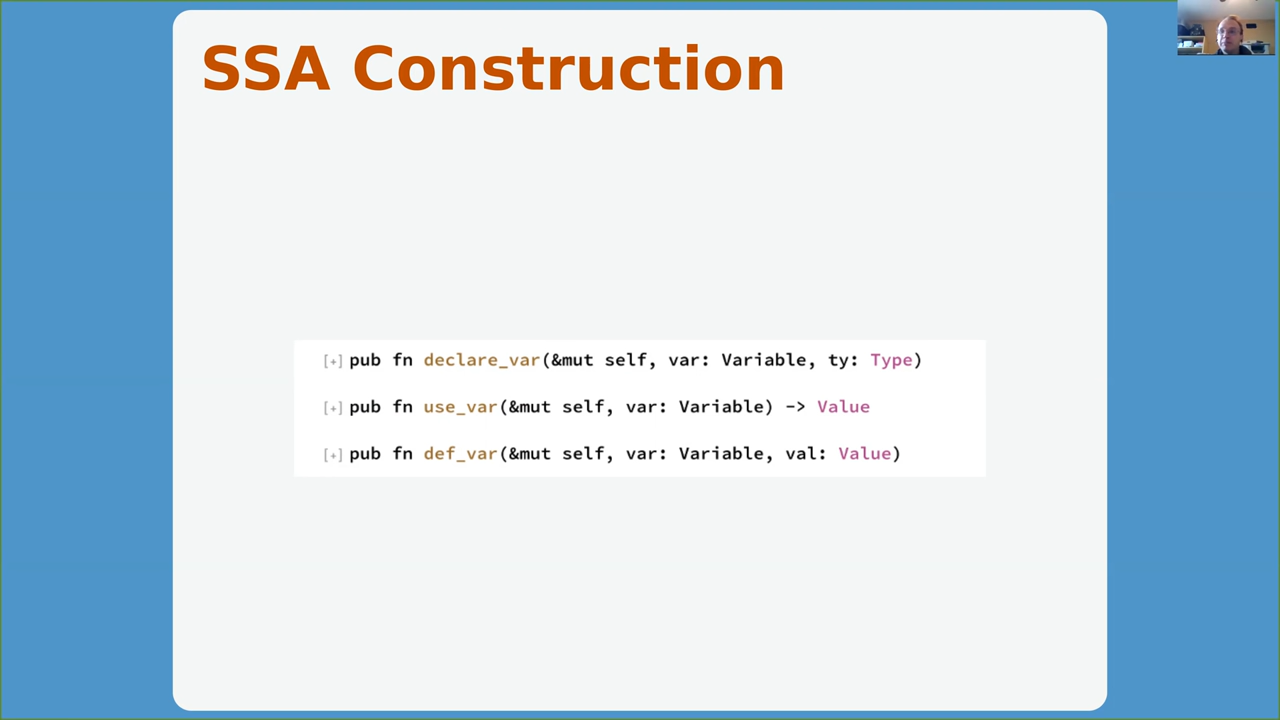 SSA Construction
[+] pub fn declare_var(&mut self, var: Variable, ty: Type)
[+] pub fn use_var(&mut self, var: Variable) -> Value
[+] pub fn def_var(&mut self, var: Variable, val: Value)